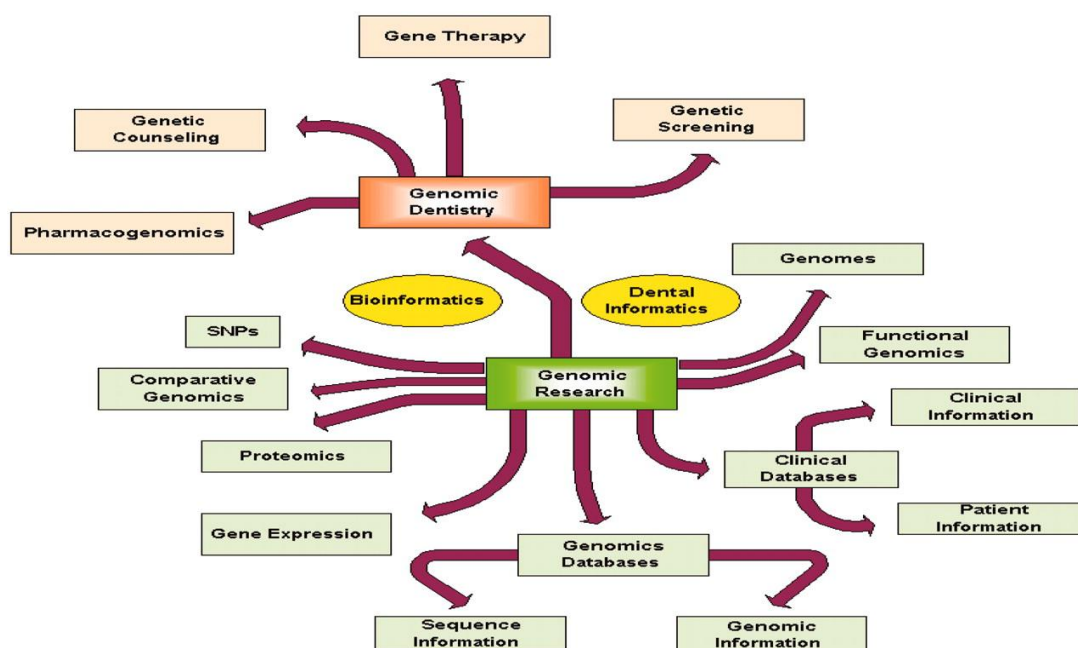 Gene Therapy
Genetic
Counseling
Genetic
Screening
Genomic
Dentistry
Pharmacogenomics
Genomes
Bioinformatics
Dental
Informatics
SNPs
Functional
Genomics
Comparative
Genomics
Genomic
Research
Clinical
Information
Proteomics
Clinical
Databases
Patient
Information
Gene Expression
Genomics
Databases
Sequence
Information
Genomic
Information